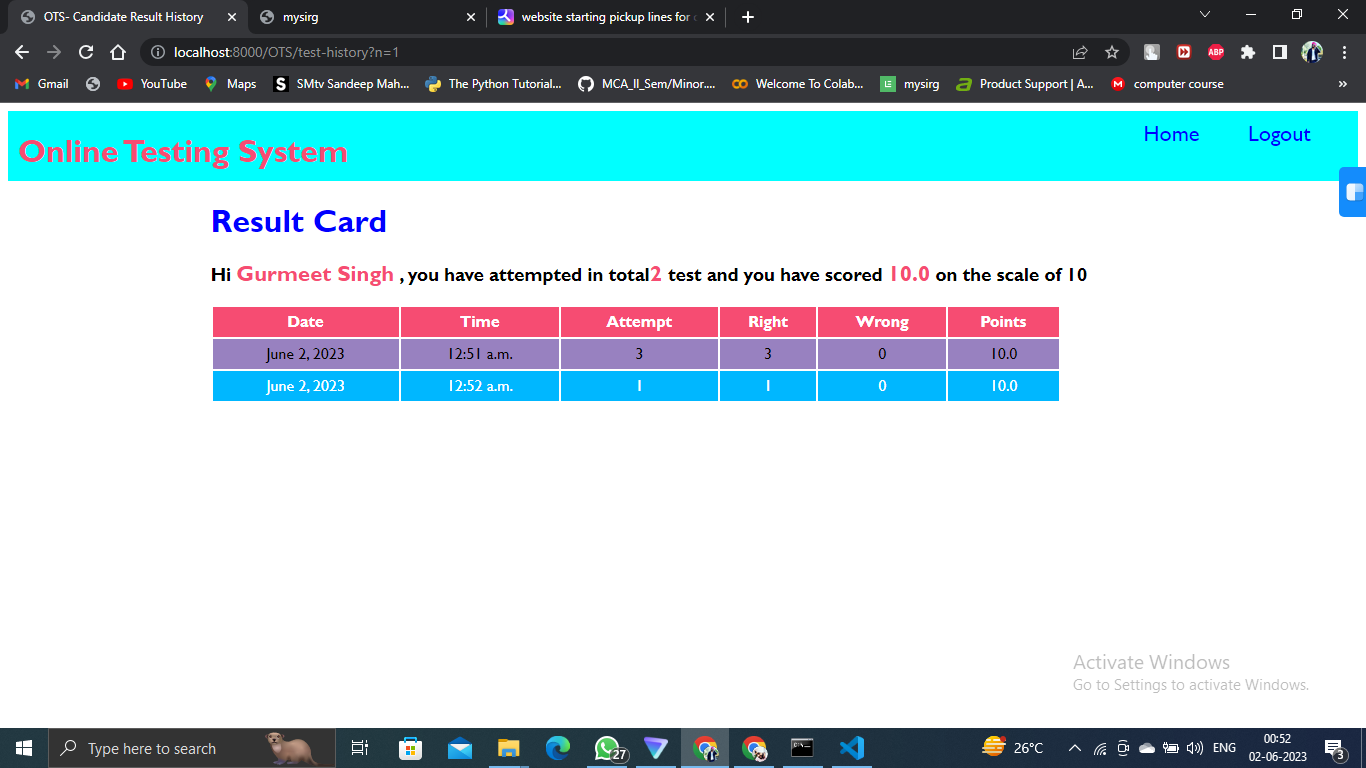 OTS- Candidate Result History mysirg website starting pickup lines for
localhost:8000/OTS/test-history?n=1 ABP
Gmail YouTube Maps S SMtv Sandeep Mah... The Python Tutorial... MCA_II_Sem/Minor.... Welcome To Colab... mysirg Product Support | A... M computer course »
Online Testing System Home Logout
Result Card
Hi Gurmeet Singh , you have attempted in total2 test and you have scored 10.0 on the scale of 10
Date Time Attempt Right Wrong Points
June 2, 2023 12:51 a.m. 3 3 0 10.0
June 2, 2023 12:52 a.m. 1 1 0 10.0
Activate Windows
Go to Settings to activate Windows.
Type here to search 27 26°C ENG 00:52 3
02-06-2023